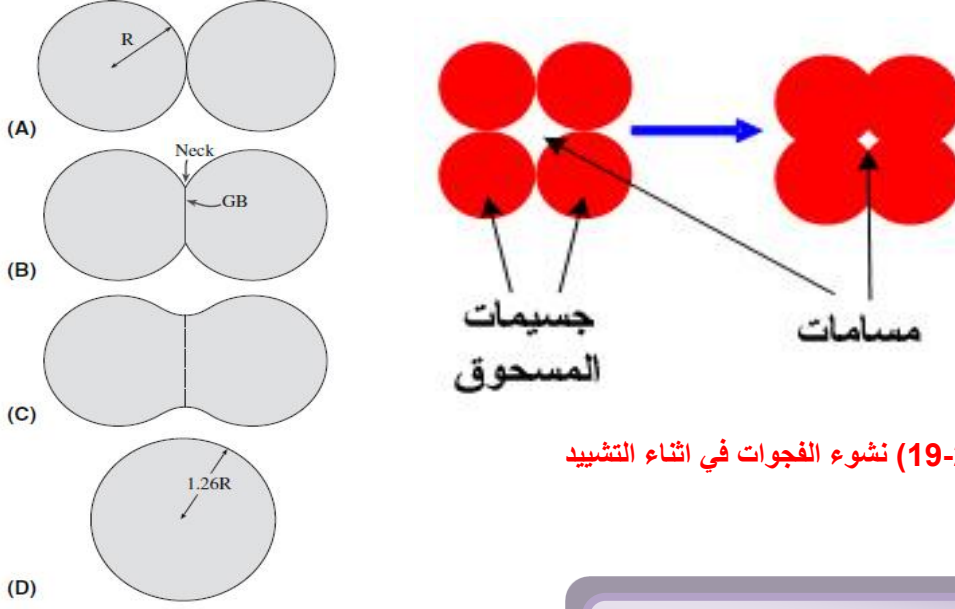 R
(A)
Neck
GB
(B)
(C)
1.26R
(D)
جسيمات
المسحوق
مسامات
19-) نشوء الفجوات في اثناء التشييد